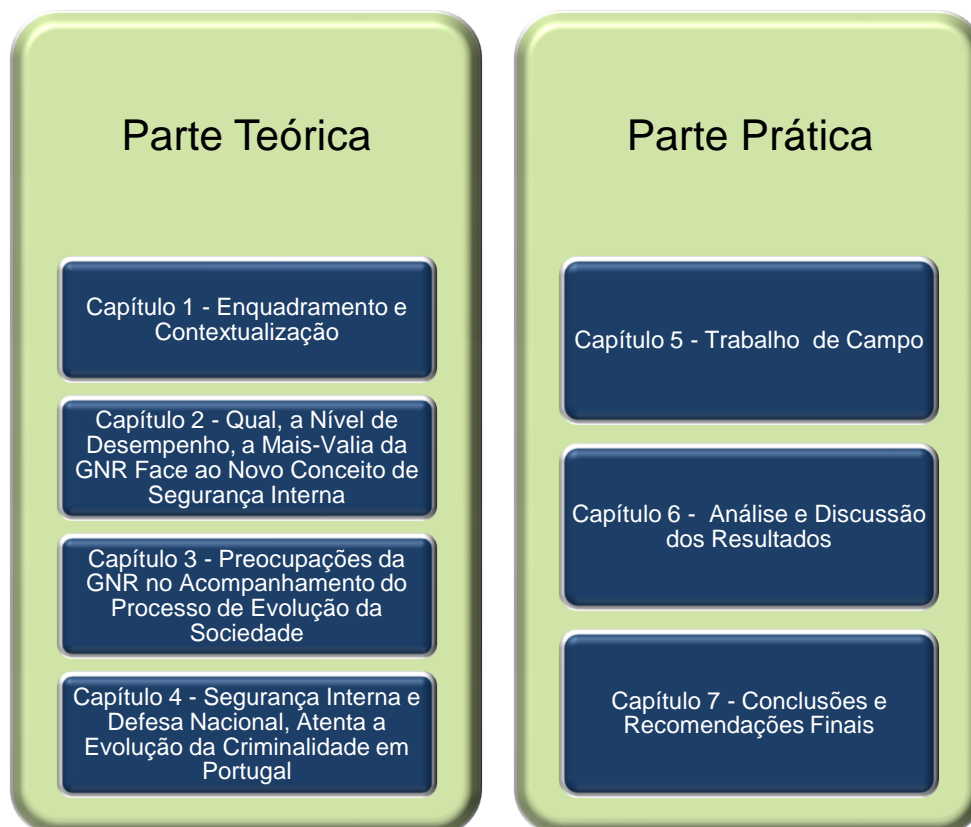 Parte Teórica
Capítulo 1 - Enquadramento e
Contextualização
Capítulo 2 - Qual, a Nível de
Desempenho, a Mais-Valia da
GNR Face ao Novo Conceito de
Segurança Interna
Capítulo 3 - Preocupações da
GNR no Acompanhamento do
Processo de Evolução da
Sociedade
Capítulo 4 - Segurança Interna e
Defesa Nacional, Atenta a
Evolução da Criminalidade em
Portugal
Parte Prática
Capítulo 5 - Trabalho de Campo
Capítulo 6 - Análise e Discussão
dos Resultados
Capítulo 7 - Conclusões e
Recomendações Finais